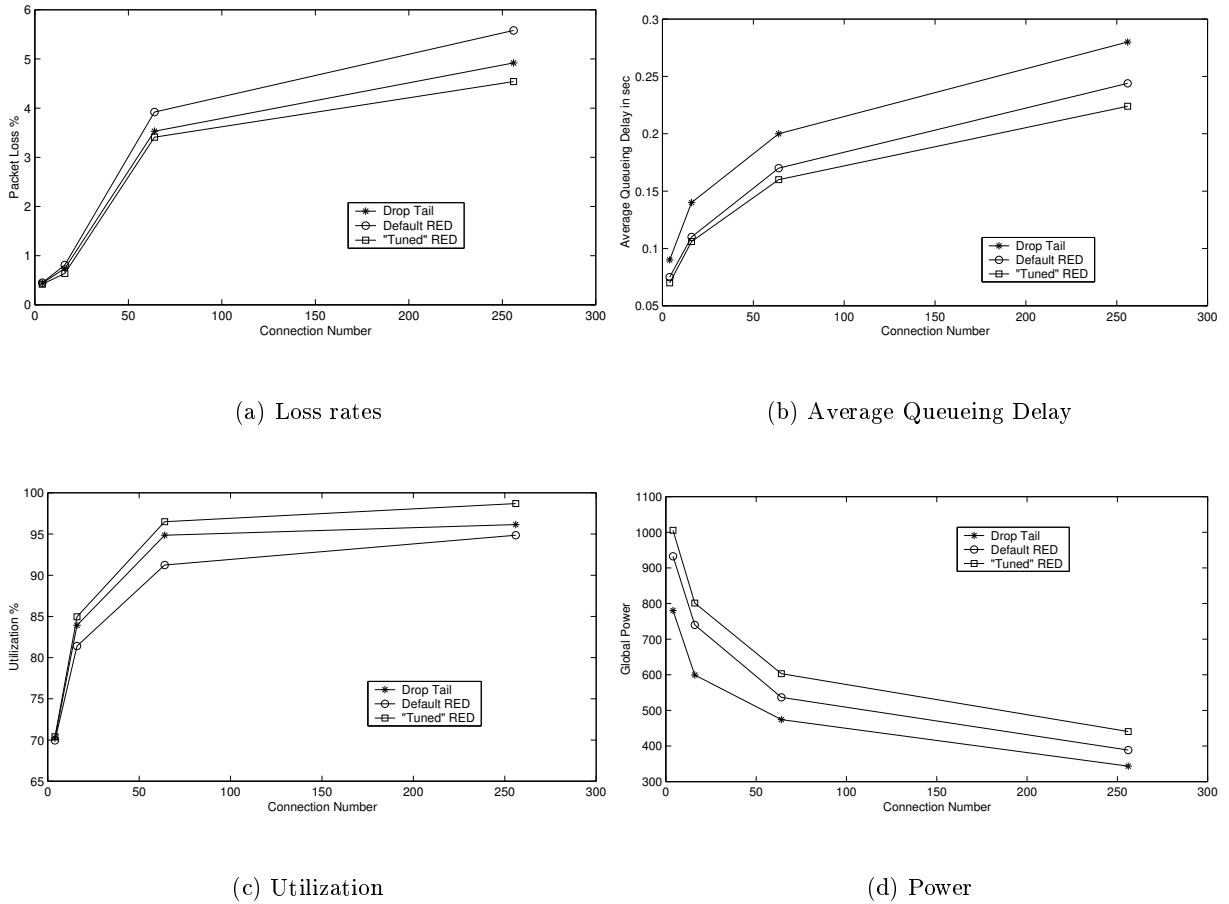 6
5
4
3
2
1
0
Packet Loss %
Drop Tail
Default RED
"Tuned" RED
0 50 100 150 200 250 300
Connection Number
(a) Loss rates
0.3
0.25
0.2
0.15
0.1
0.05
Average Queueing Delay in sec
Drop Tail
Default RED
"Tuned" RED
0 50 100 150 200 250 300
Connection Number
(b) Average Queueing Delay
100
95
90
85
80
75
70
65
Utilization %
Drop Tail
Default RED
"Tuned" RED
0 50 100 150 200 250 300
Connection Number
(c) Utilization
1100
1000
900
800
700
600
500
400
300
Global Power
Drop Tail
Default RED
"Tuned" RED
0 50 100 150 200 250 300
Connection Number
(d) Power